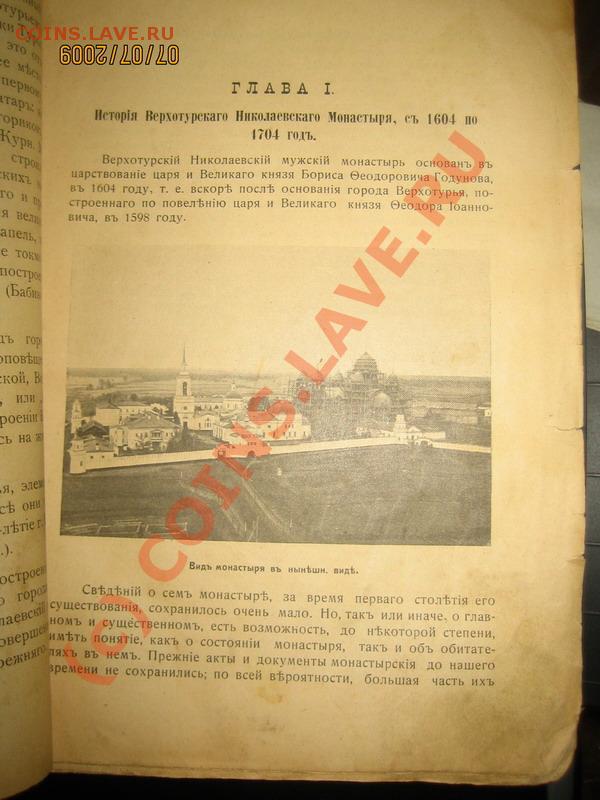 COINS.LAVE.RU
07/07/2009
ГЛАВА I.
Исторія Верхотурскаго Николаевскаго Монастыря, съ 1604 по
1704 годъ.
Верхотурскій Николаевскій мужскій монастырь основанъ въ
царствованіе царя и Великаго князя Бориса Ѳеодоровича Годунова,
въ 1604 году, т. е. вскорѣ послѣ основанія города Верхотурья, по-
строеннаго по повелѣнію царя и Великаго князя Ѳеодора Іоанно-
вича, въ 1598 году.
(c) COINS.LAVE.RU
Видъ монастыря въ нынѣшн. видѣ.
Свѣдѣній о семъ монастырѣ, за время перваго столѣтія его
существованія, сохранилось очень мало. Но, такъ или иначе, о глав-
номъ и существенномъ, есть возможность, до нѣкоторой степени,
имѣть понятіе, какъ о состояніи монастыря, такъ и объ обитате-
ляхъ въ немъ. Прежніе акты и документы монастырскія до нашего
времени не сохранились; по всей вѣроятности, большая часть ихъ